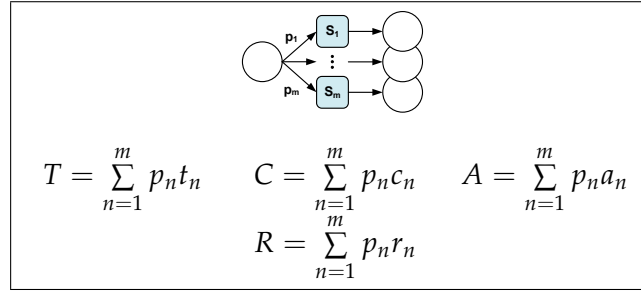 p1 S1
⋮
pm Sm
T = ∑_{n=1}^{m} p_n t_n  C = ∑_{n=1}^{m} p_n c_n  A = ∑_{n=1}^{m} p_n a_n
R = ∑_{n=1}^{m} p_n r_n